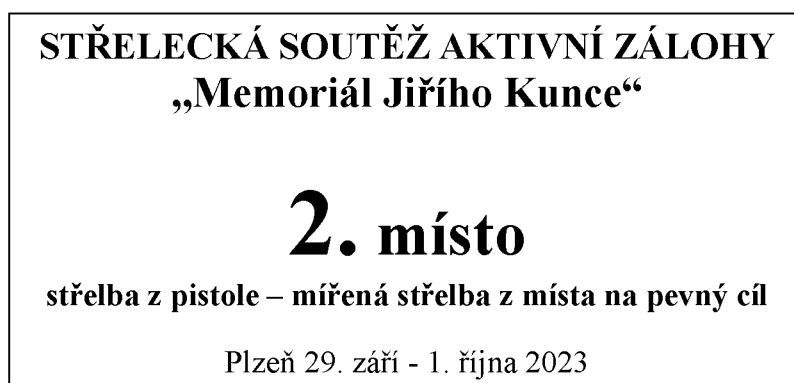 STŘELECKÁ SOUTĚŽ AKTIVNÍ ZÁLOHY
„Memoriál Jiřího Kunce“
2. místo
střelba z pistole – mířená střelba z místa na pevný cíl
Plzeň 29. září - 1. října 2023